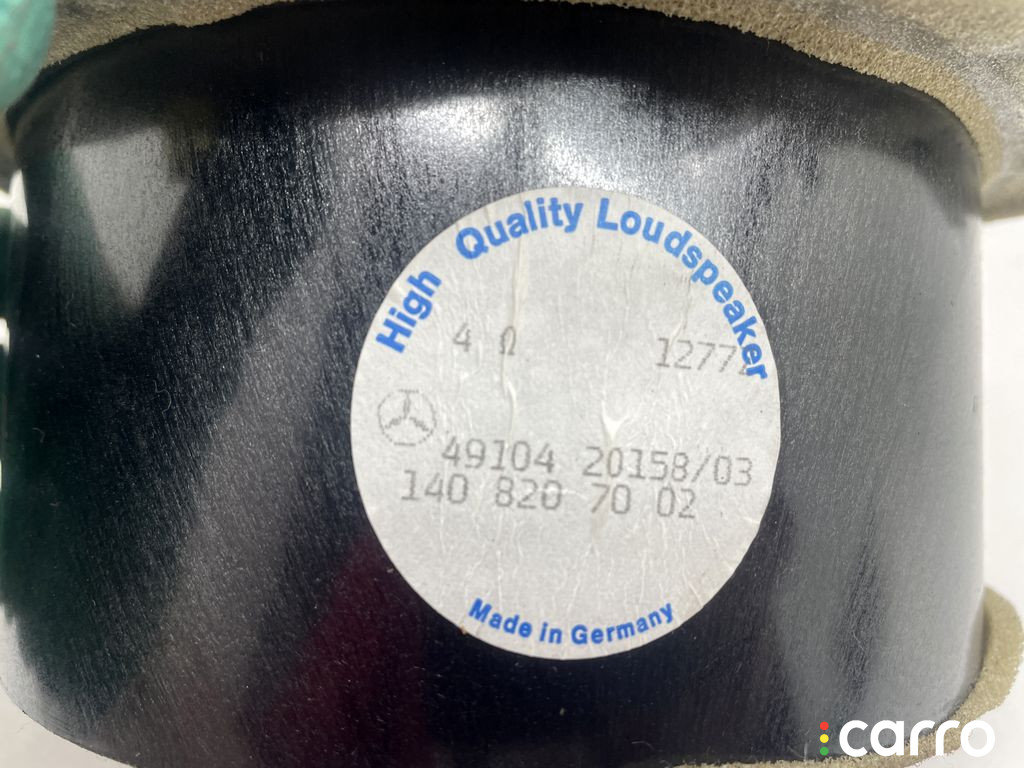 High Quality Loudspeaker
4 Ω
49104 20158/03
140 820 70 02
Made in Germany
carro